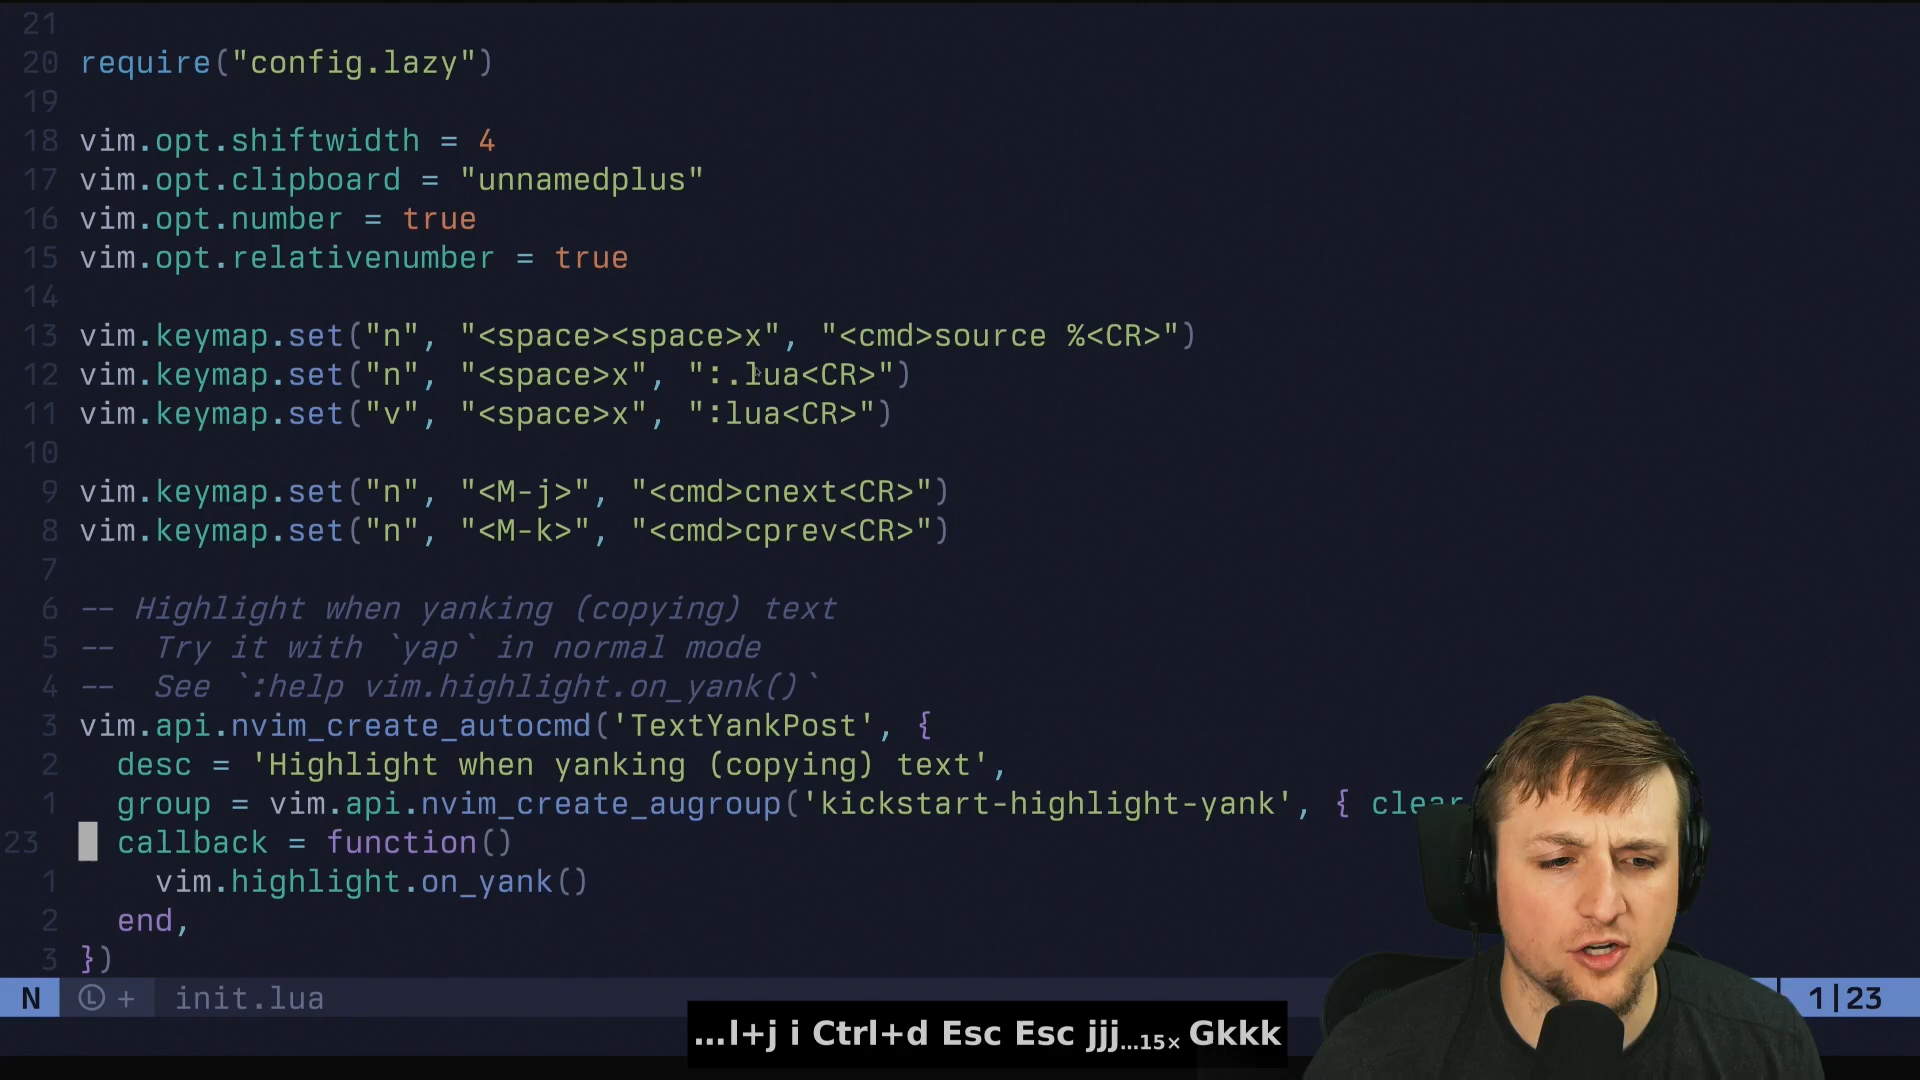 21
20 require("config.lazy")
19
18 vim.opt.shiftwidth = 4
17 vim.opt.clipboard = "unnamedplus"
16 vim.opt.number = true
15 vim.opt.relativenumber = true
14
13 vim.keymap.set("n", "<space><space>x", "<cmd>source %<CR>")
12 vim.keymap.set("n", "<space>x", ":.lua<CR>")
11 vim.keymap.set("v", "<space>x", ":lua<CR>")
10
9 vim.keymap.set("n", "<M-j>", "<cmd>cnext<CR>")
8 vim.keymap.set("n", "<M-k>", "<cmd>cprev<CR>")
7
6 -- Highlight when yanking (copying) text
5 --  Try it with `yap` in normal mode
4 --  See `:help vim.highlight.on_yank()`
3 vim.api.nvim_create_autocmd('TextYankPost', {
2   desc = 'Highlight when yanking (copying) text',
1   group = vim.api.nvim_create_augroup('kickstart-highlight-yank', { clear
23   callback = function()
1     vim.highlight.on_yank()
2   end,
3 })
N Ⓛ + init.lua 1|23
…l+j i Ctrl+d Esc Esc jjj…15× Gkkk